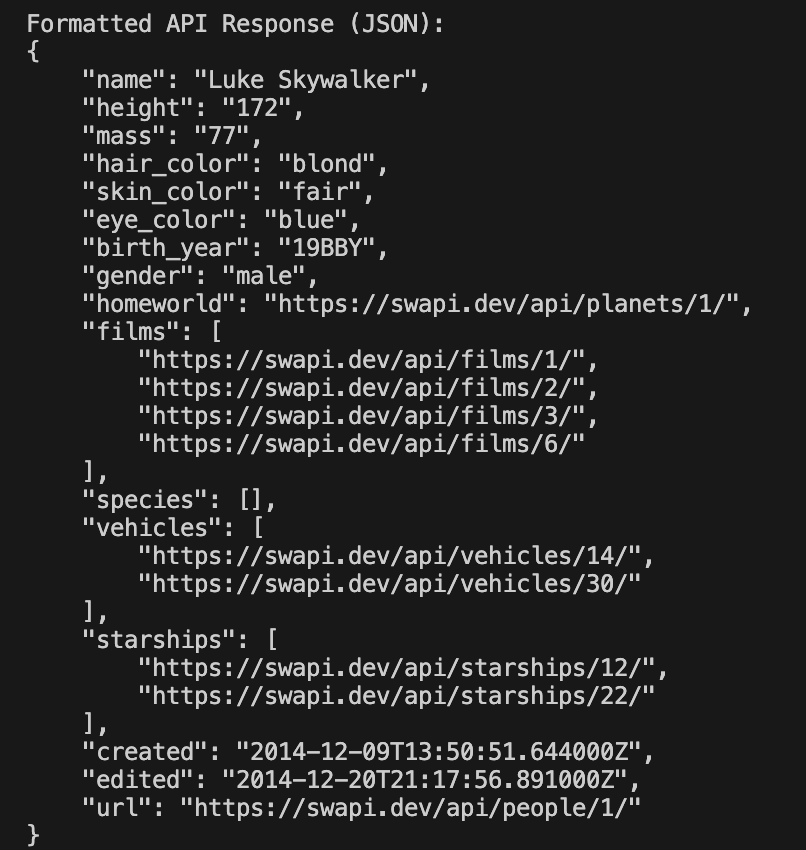 Formatted API Response (JSON):
{
    "name": "Luke Skywalker",
    "height": "172",
    "mass": "77",
    "hair_color": "blond",
    "skin_color": "fair",
    "eye_color": "blue",
    "birth_year": "19BBY",
    "gender": "male",
    "homeworld": "https://swapi.dev/api/planets/1/",
    "films": [
        "https://swapi.dev/api/films/1/",
        "https://swapi.dev/api/films/2/",
        "https://swapi.dev/api/films/3/",
        "https://swapi.dev/api/films/6/"
    ],
    "species": [],
    "vehicles": [
        "https://swapi.dev/api/vehicles/14/",
        "https://swapi.dev/api/vehicles/30/"
    ],
    "starships": [
        "https://swapi.dev/api/starships/12/",
        "https://swapi.dev/api/starships/22/"
    ],
    "created": "2014-12-09T13:50:51.644000Z",
    "edited": "2014-12-20T21:17:56.891000Z",
    "url": "https://swapi.dev/api/people/1/"
}